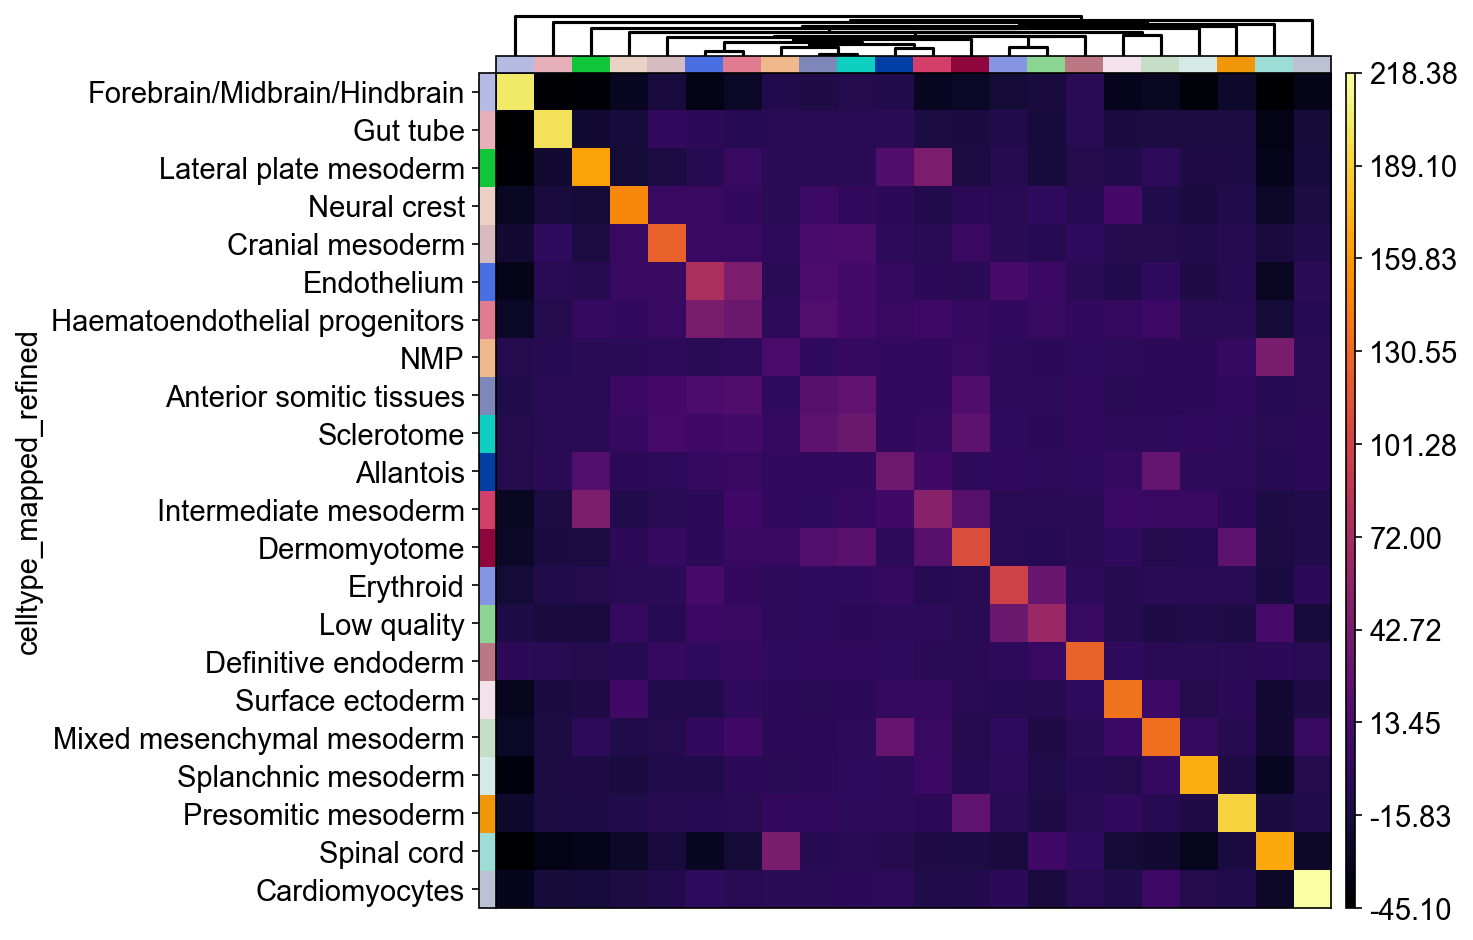 celltype_mapped_refined
Forebrain/Midbrain/Hindbrain
Gut tube
Lateral plate mesoderm
Neural crest
Cranial mesoderm
Endothelium
Haematoendothelial progenitors
NMP
Anterior somitic tissues
Sclerotome
Allantois
Intermediate mesoderm
Dermomyotome
Erythroid
Low quality
Definitive endoderm
Surface ectoderm
Mixed mesenchymal mesoderm
Splanchnic mesoderm
Presomitic mesoderm
Spinal cord
Cardiomyocytes
218.38
189.10
159.83
130.55
101.28
72.00
42.72
13.45
-15.83
-45.10